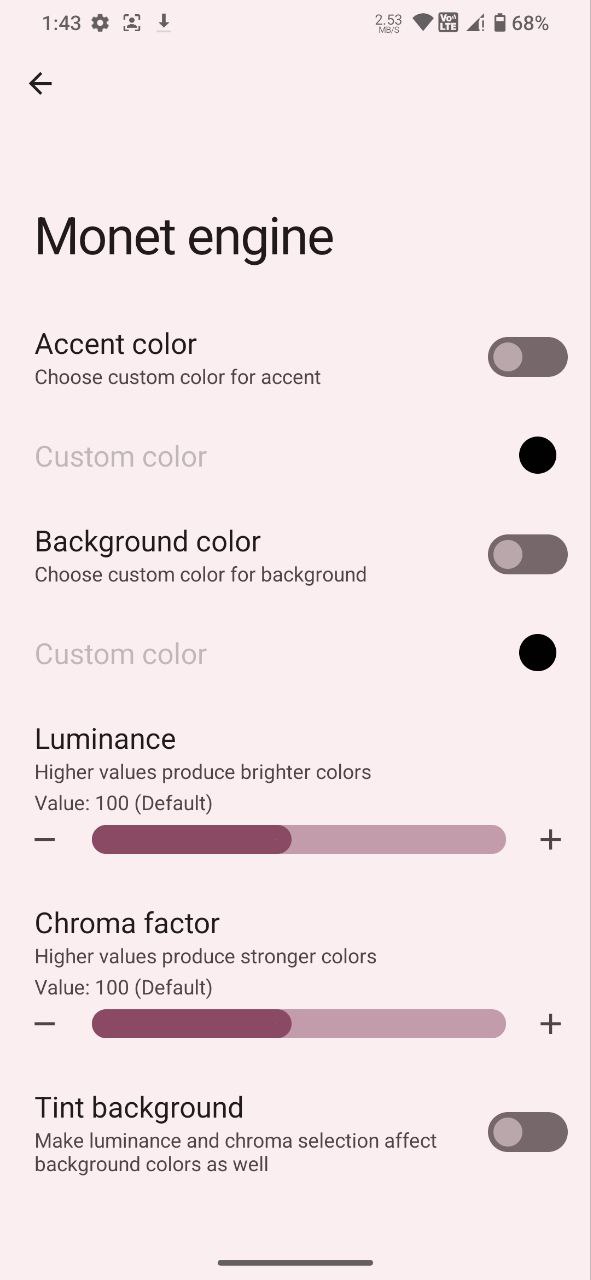 1:43
2.53
MB/S
Vo
LTE
68%
Monet engine
Accent color
Choose custom color for accent
Custom color
Background color
Choose custom color for background
Custom color
Luminance
Higher values produce brighter colors
Value: 100 (Default)
Chroma factor
Higher values produce stronger colors
Value: 100 (Default)
Tint background
Make luminance and chroma selection affect
background colors as well